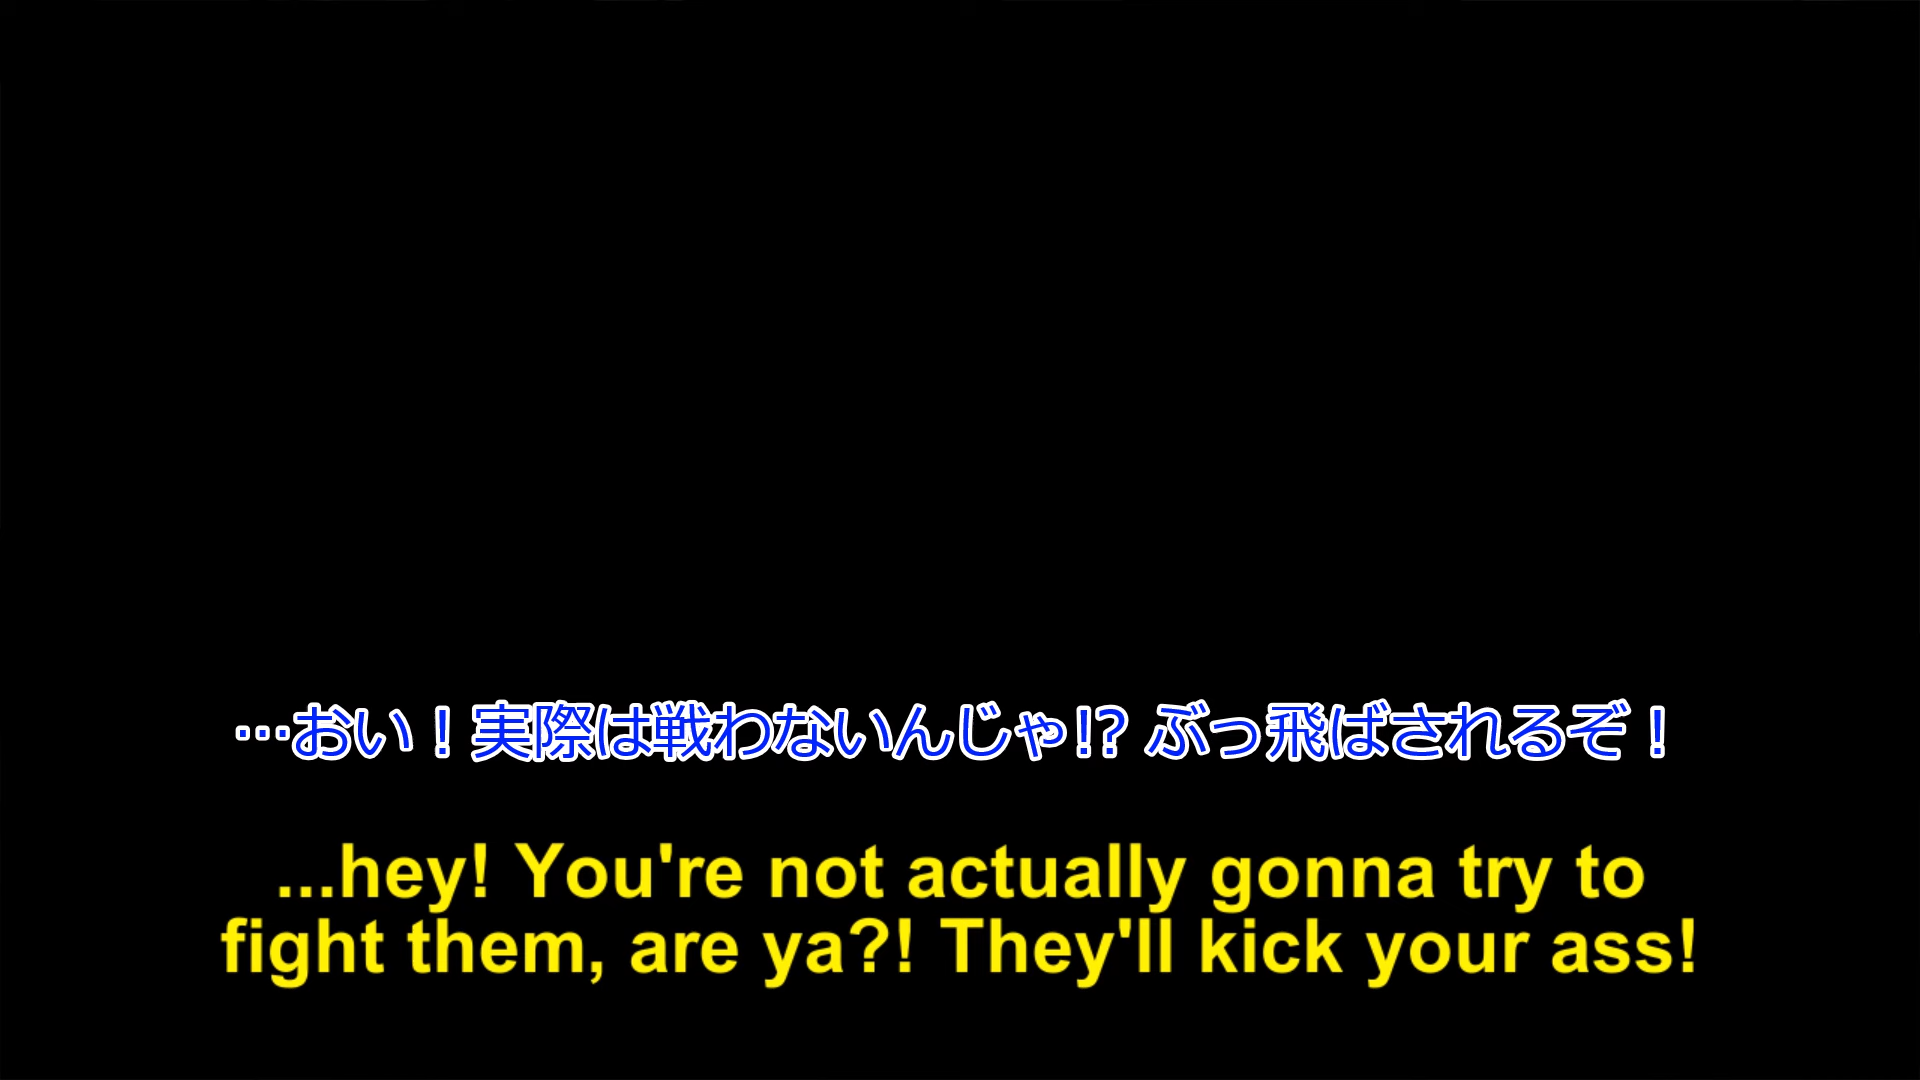 …おい！実際は戦わないんじゃ!? ぶっ飛ばされるぞ！
...hey! You're not actually gonna try to
fight them, are ya?! They'll kick your ass!